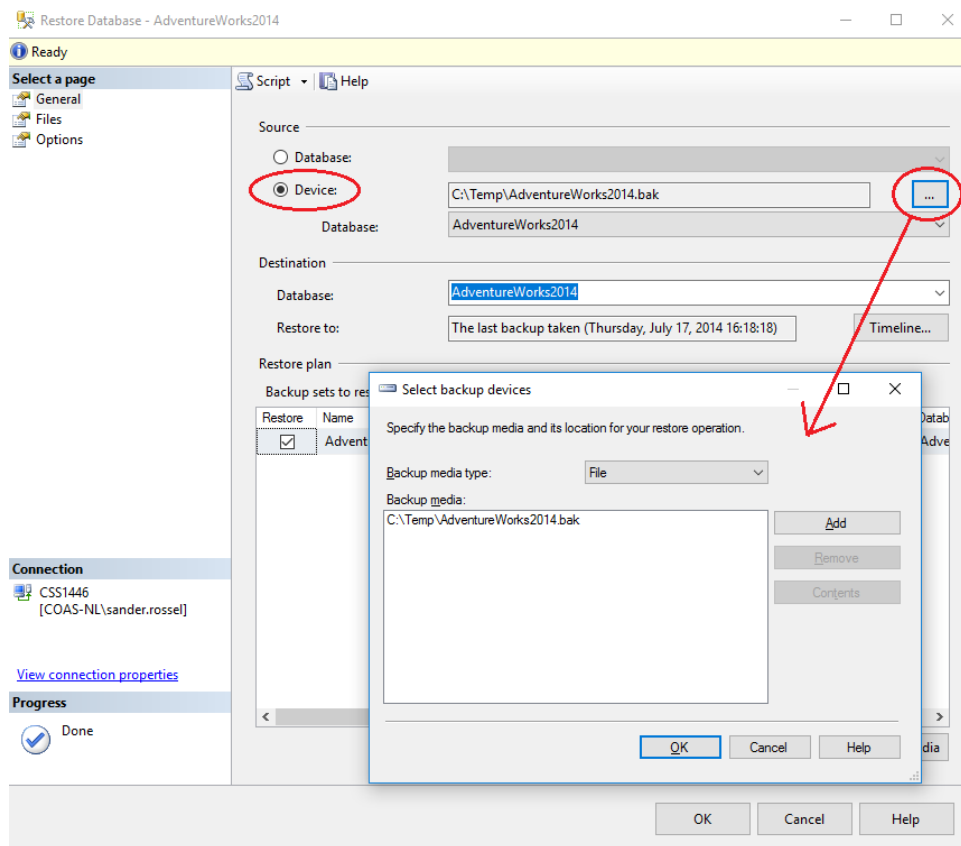 Restore Database - AdventureWorks2014
Ready
Select a page
General
Files
Options
Script
Help
Source
Database:
Device:
C:\Temp\AdventureWorks2014.bak
...
Database:
AdventureWorks2014
Destination
Database:
AdventureWorks2014
Restore to:
The last backup taken (Thursday, July 17, 2014 16:18:18)
Timeline...
Restore plan
Backup sets to res
Restore Name
Datab
Advent
Adve
Select backup devices
Specify the backup media and its location for your restore operation.
Backup media type:
File
Backup media:
C:\Temp\AdventureWorks2014.bak
Add
Remove
Contents
OK Cancel Help
dia
Connection
CSS1446
[COAS-NL\sander.rossel]
View connection properties
Progress
Done
OK Cancel Help